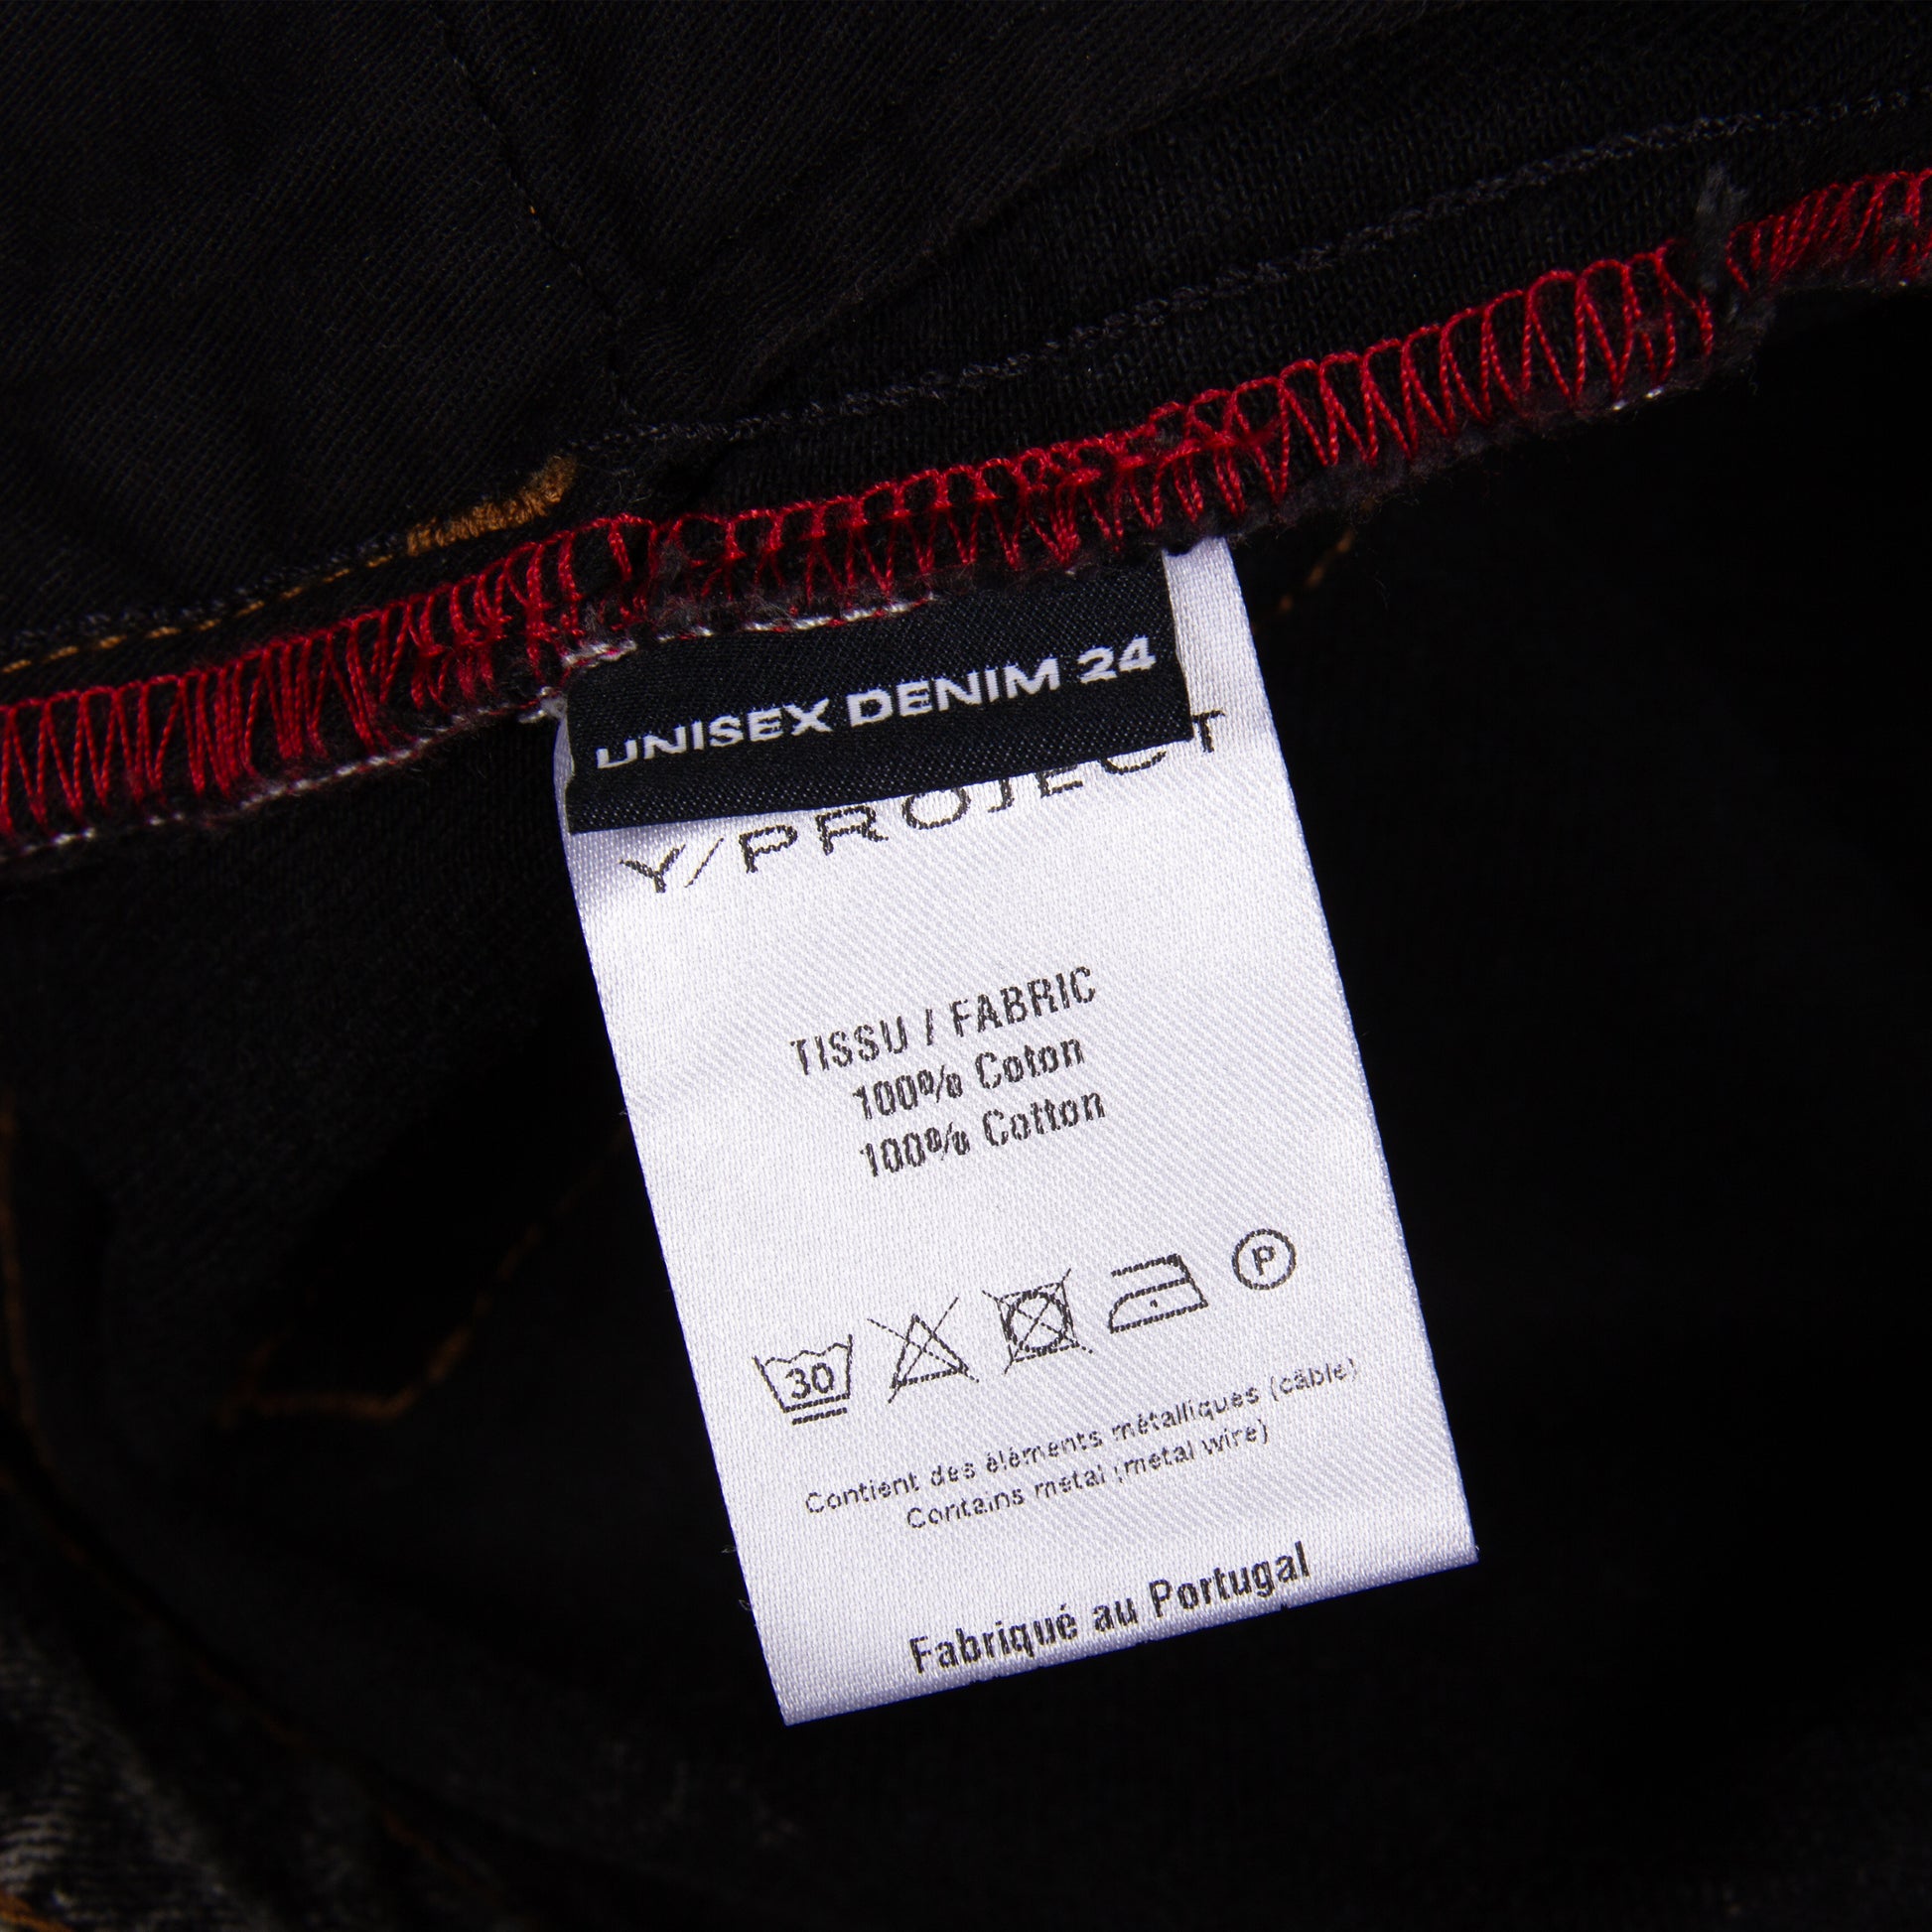 UNISEX DENIM 24
Y/PROJECT
TISSU / FABRIC
100% Coton
100% Cotton
30
P
Contient des éléments métalliques (câble)
Contains metal (metal wire)
Fabriqué au Portugal